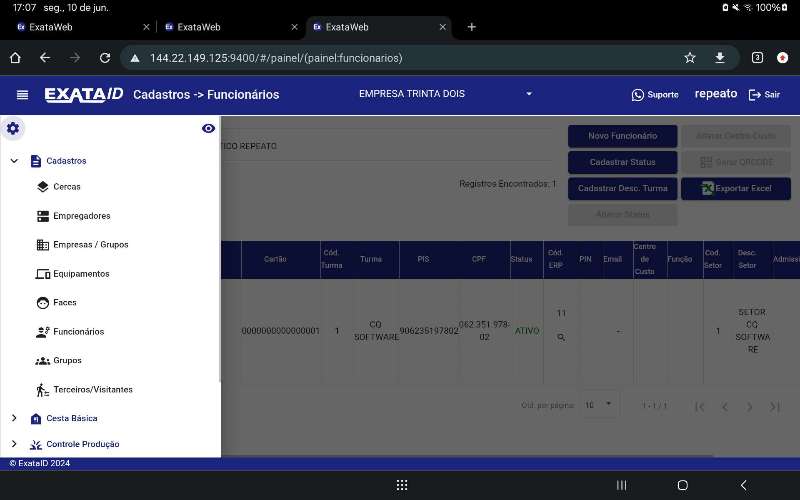 17:07 seg., 10 de jun.
100%
ExataWeb
ExataWeb
ExataWeb
144.22.149.125:9400/#/painel/(painel:funcionarios)
3
EXATA/ID
Cadastros -> Funcionários
EMPRESA TRINTA DOIS
Suporte
repeato
Sair
Cadastros
Cercas
Empregadores
Empresas / Grupos
Equipamentos
Faces
Funcionários
Grupos
Terceiros/Visitantes
Cesta Básica
Controle Produção
TICO REPEATO
Registros Encontrados: 1
Novo Funcionário
Alterar Centro Custo
Cadastrar Status
Gerar QRCODE
Cadastrar Desc. Turma
Exportar Excel
Alterar Status
Cartão
Cód. Turma
Turma
PIS
CPF
Status
Cód. ERP
PIN
Email
Centro de Custo
Função
Cod. Setor
Desc. Setor
Admissi
0000000000000001
1
CQ SOFTWARE
906235197802
062.351.978-02
ATIVO
11
-
1
SETOR CQ SOFTWARE
Qtd. por página:
10
1 - 1 / 1
© ExataID 2024